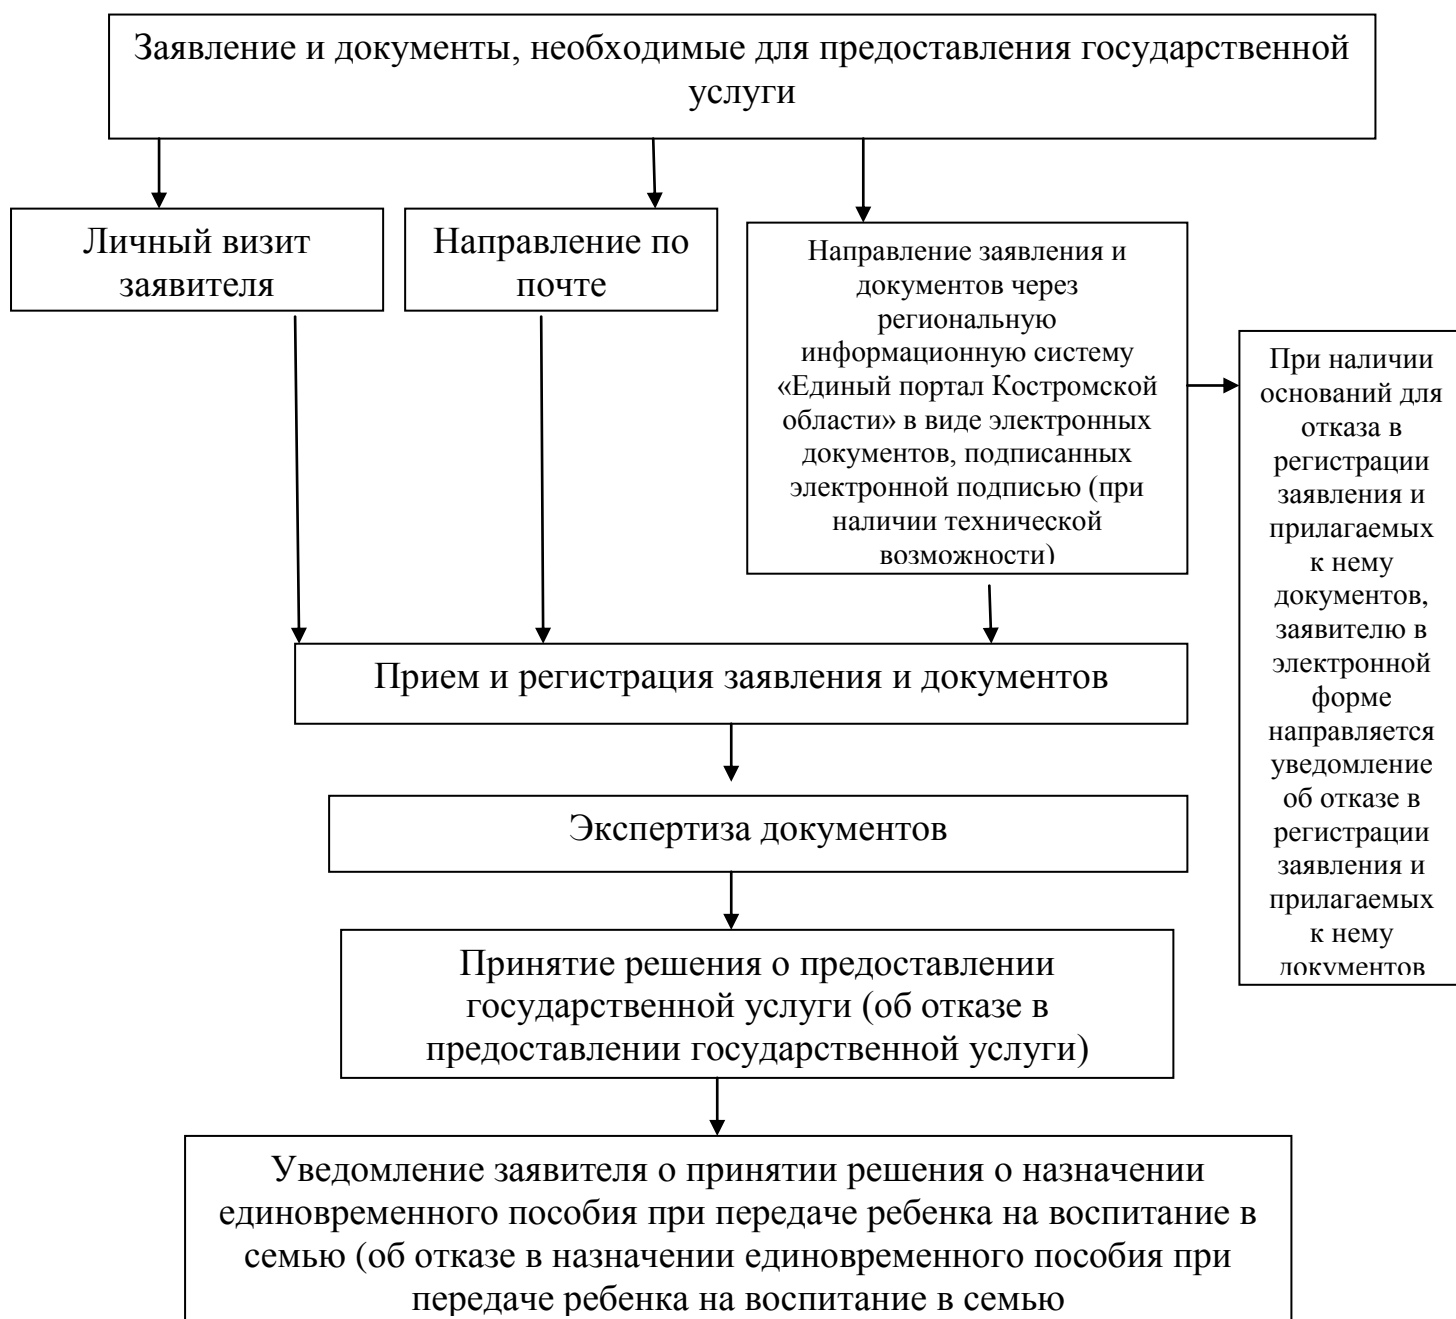 Заявление и документы, необходимые для предоставления государственной
услуги
Личный визит
заявителя
Направление по
почте
Направление заявления и
документов через
региональную
информационную систему
«Единый портал Костромской
области» в виде электронных
документов, подписанных
электронной подписью (при
наличии технической
возможности)
При наличии
оснований для
отказа в
регистрации
заявления и
прилагаемых
к нему
документов,
заявителю в
электронной
форме
направляется
уведомление
об отказе в
регистрации
заявления и
прилагаемых
к нему
документов
Прием и регистрация заявления и документов
Экспертиза документов
Принятие решения о предоставлении
государственной услуги (об отказе в
предоставлении государственной услуги)
Уведомление заявителя о принятии решения о назначении
единовременного пособия при передаче ребенка на воспитание в
семью (об отказе в назначении единовременного пособия при
передаче ребенка на воспитание в семью